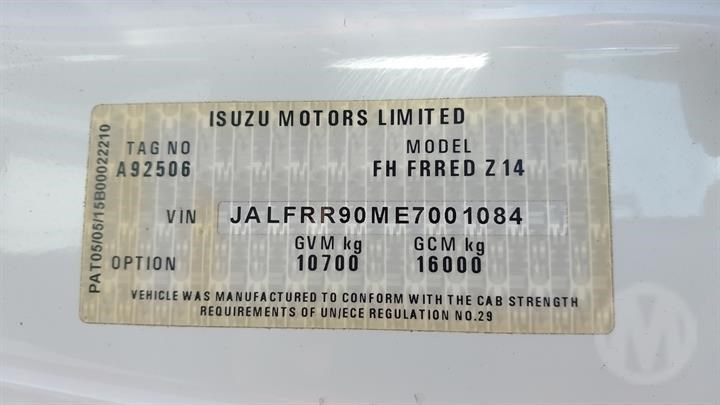 ISUZU MOTORS LIMITED
TAG NO MODEL
A92506 FH FRRED Z14
VIN JALFRR90ME7001084
GVM kg GCM kg
OPTION 10700 16000
VEHICLE WAS MANUFACTURED TO CONFORM WITH THE CAB STRENGTH
REQUIREMENTS OF UN/ECE REGULATION NO.29
PAT05/05/15B00022210
M